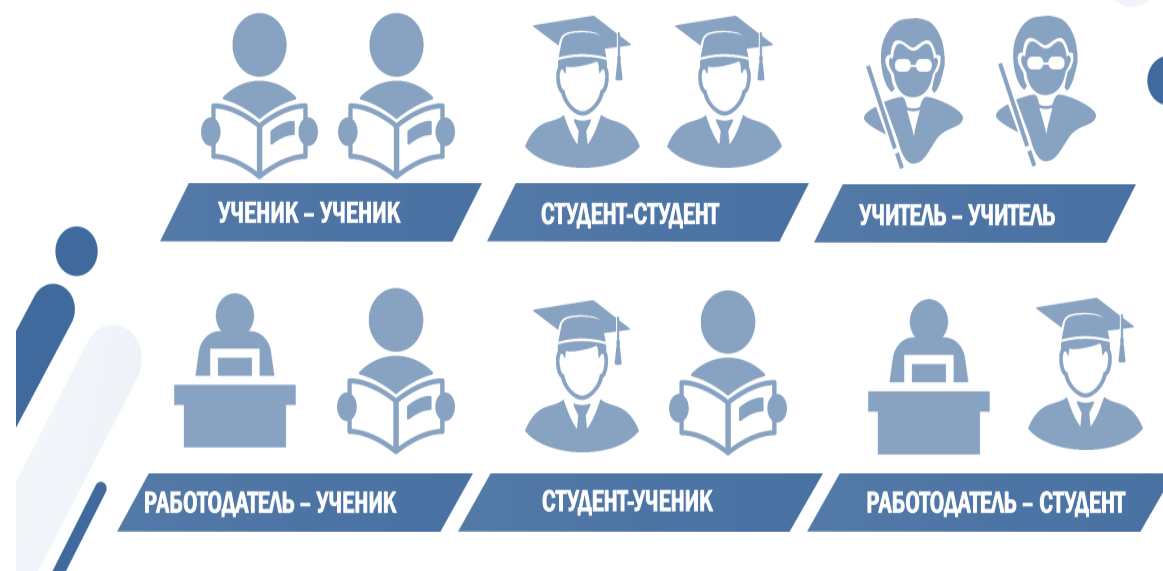 УЧЕНИК – УЧЕНИК
СТУДЕНТ-СТУДЕНТ
УЧИТЕЛЬ – УЧИТЕЛЬ
РАБОТОДАТЕЛЬ – УЧЕНИК
СТУДЕНТ-УЧЕНИК
РАБОТОДАТЕЛЬ – СТУДЕНТ